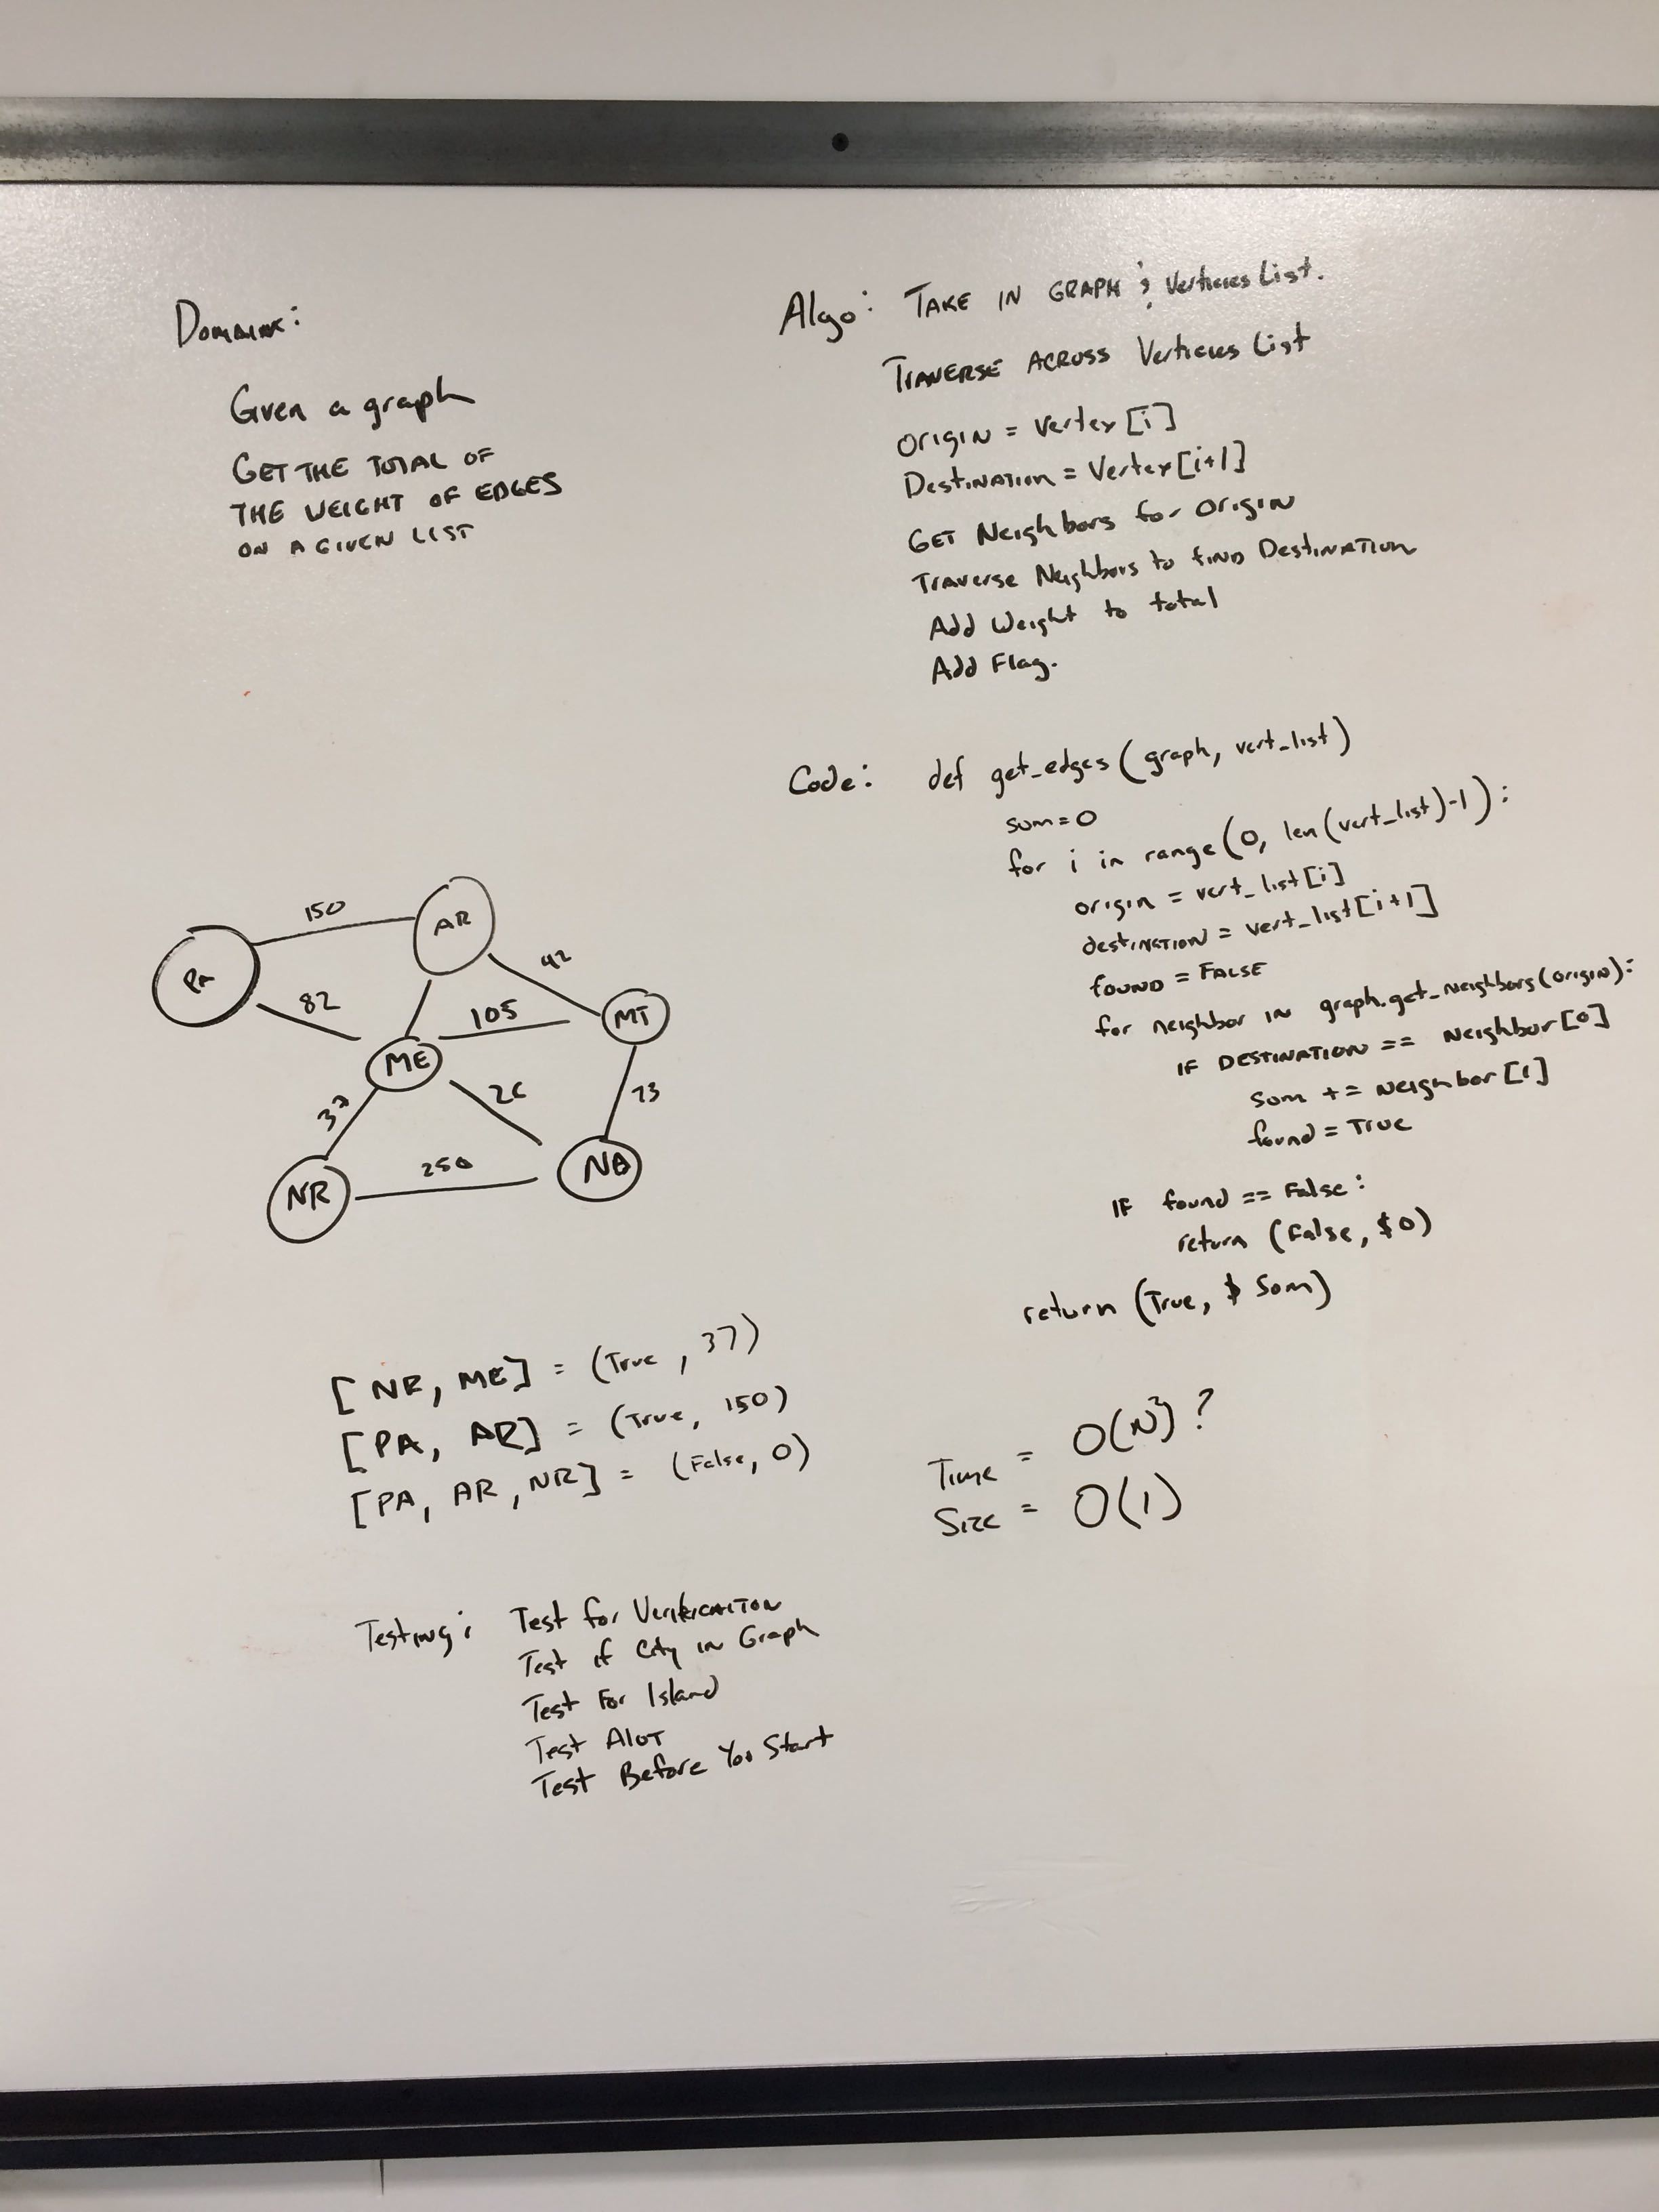 Domain:
Given a graph
GET THE TOTAL OF
THE WEIGHT OF EDGES
ON A GIVEN LIST
150
AR
PA
42
82
105
MT
ME
37
26
73
NR
250
NB
[NR, ME] = (True, 37)
[PA, AR] = (True, 150)
[PA, AR, NR] = (False, 0)
Testing: Test for Verification
Test if City in Graph
Test For Island
Test Alot
Test Before You Start
Algo: TAKE IN GRAPH & Verticies List.
TRAVERSE ACROSS Verticies List
ORIGIN = Vertex[i]
Destination = Vertex[i+1]
GET Neighbors for Origin
Traverse Neighbors to find Destination
Add Weight to total
Add Flag.
Code: def get_edges(graph, vert_list)
sum=0
for i in range(0, len(vert_list)-1):
origin = vert_list[i]
destination = vert_list[i+1]
found = FALSE
for neighbor in graph.get_neighbors(origin):
IF DESTINATION == Neighbor[0]
sum += Neighbor[1]
found = True
IF found == False:
return (False, $0)
return (True, $ Sum)
Time = O(N²)?
Size = O(1)